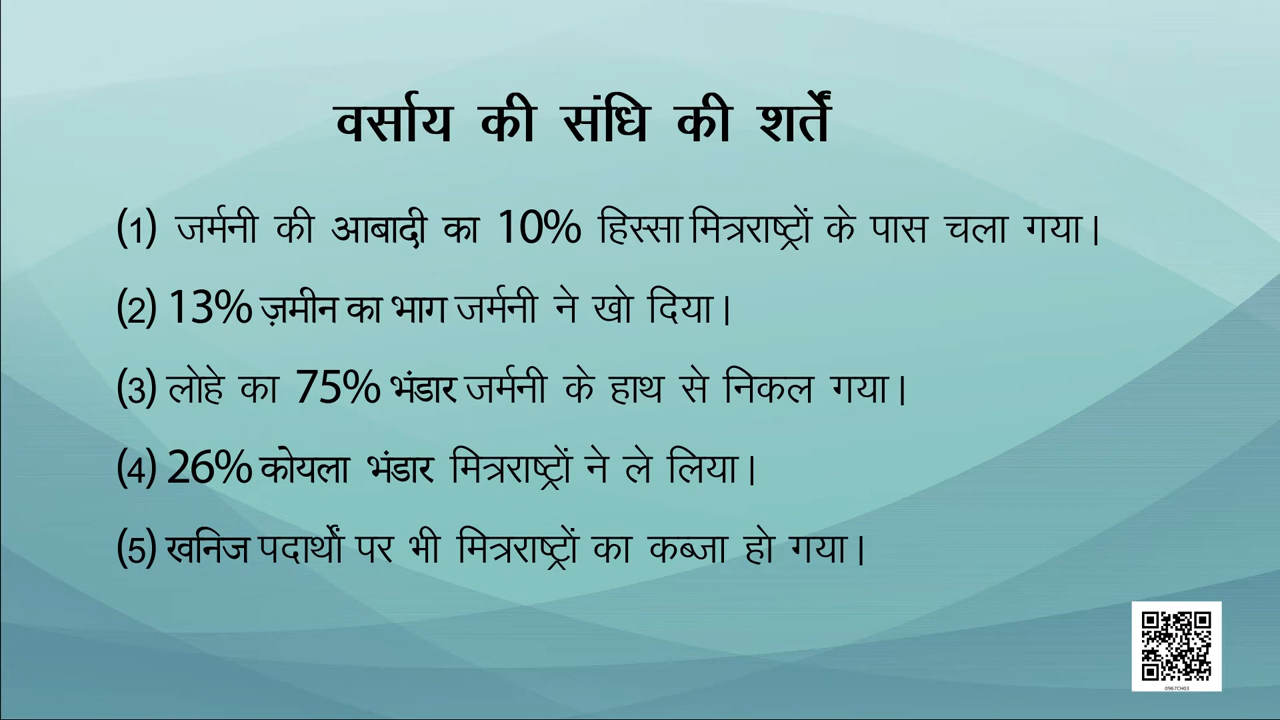 वर्साय की संधि की शर्तें
(1) जर्मनी की आबादी का 10% हिस्सा मित्रराष्ट्रों के पास चला गया।
(2) 13% ज़मीन का भाग जर्मनी ने खो दिया।
(3) लोहे का 75% भंडार जर्मनी के हाथ से निकल गया।
(4) 26% कोयला भंडार मित्रराष्ट्रों ने ले लिया।
(5) खनिज पदार्थों पर भी मित्रराष्ट्रों का कब्जा हो गया।
0967CH03